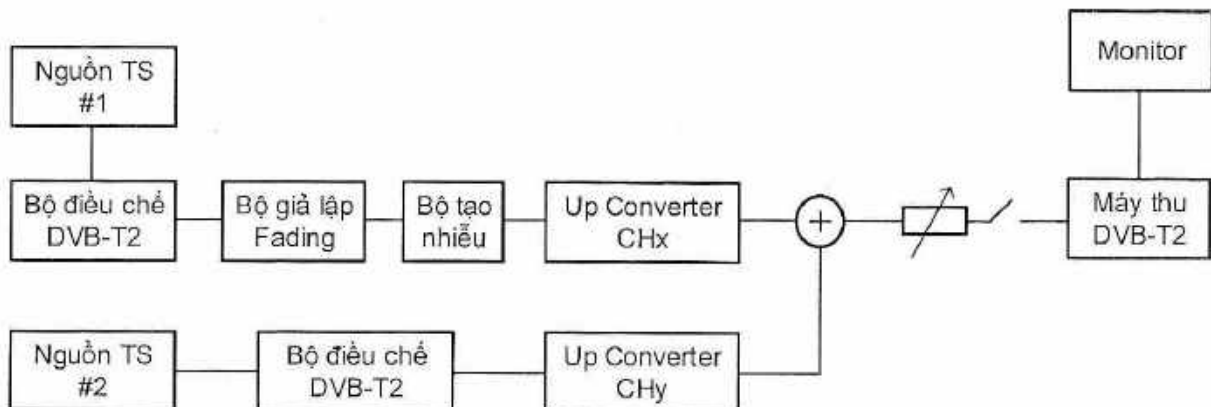 Nguồn TS
#1
Monitor
Bộ điều chế
DVB-T2
Bộ giả lập
Fading
Bộ tạo
nhiễu
Up Converter
CHx
+
Máy thu
DVB-T2
Nguồn TS
#2
Bộ điều chế
DVB-T2
Up Converter
CHy